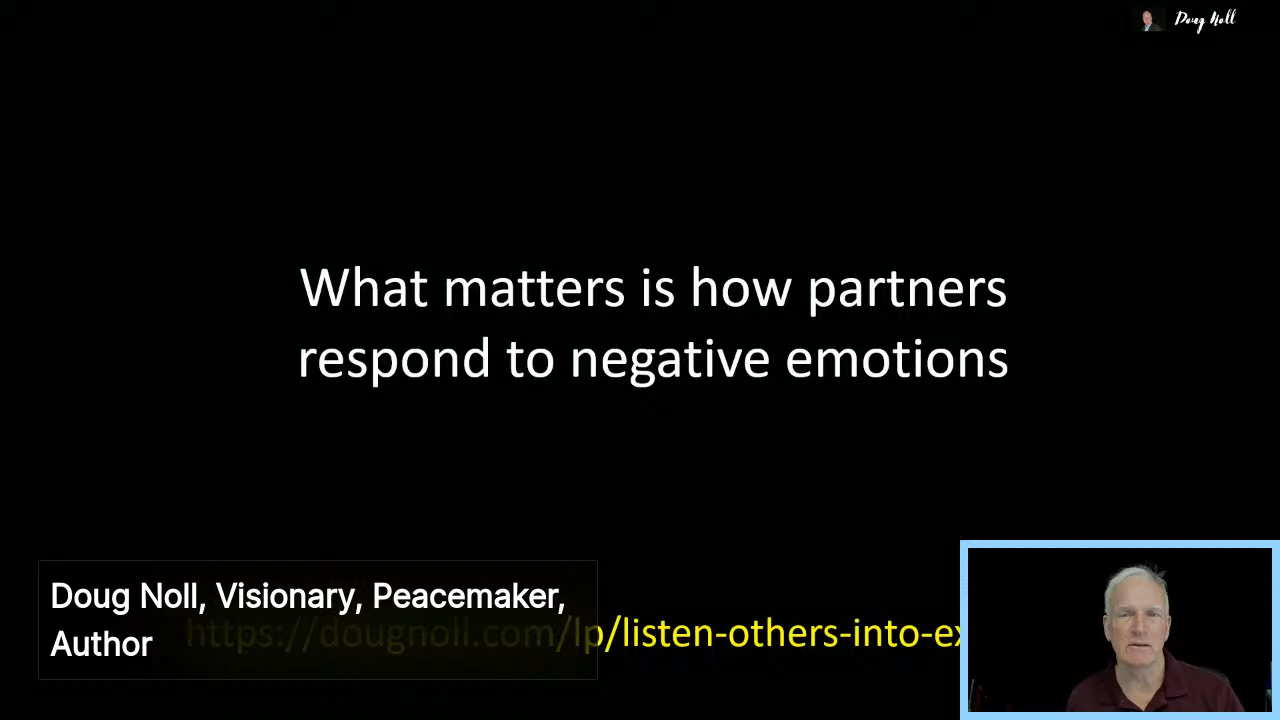 Doug Noll
What matters is how partners
respond to negative emotions
Doug Noll, Visionary, Peacemaker,
Author
https://dougnoll.com/lp/listen-others-into-ex